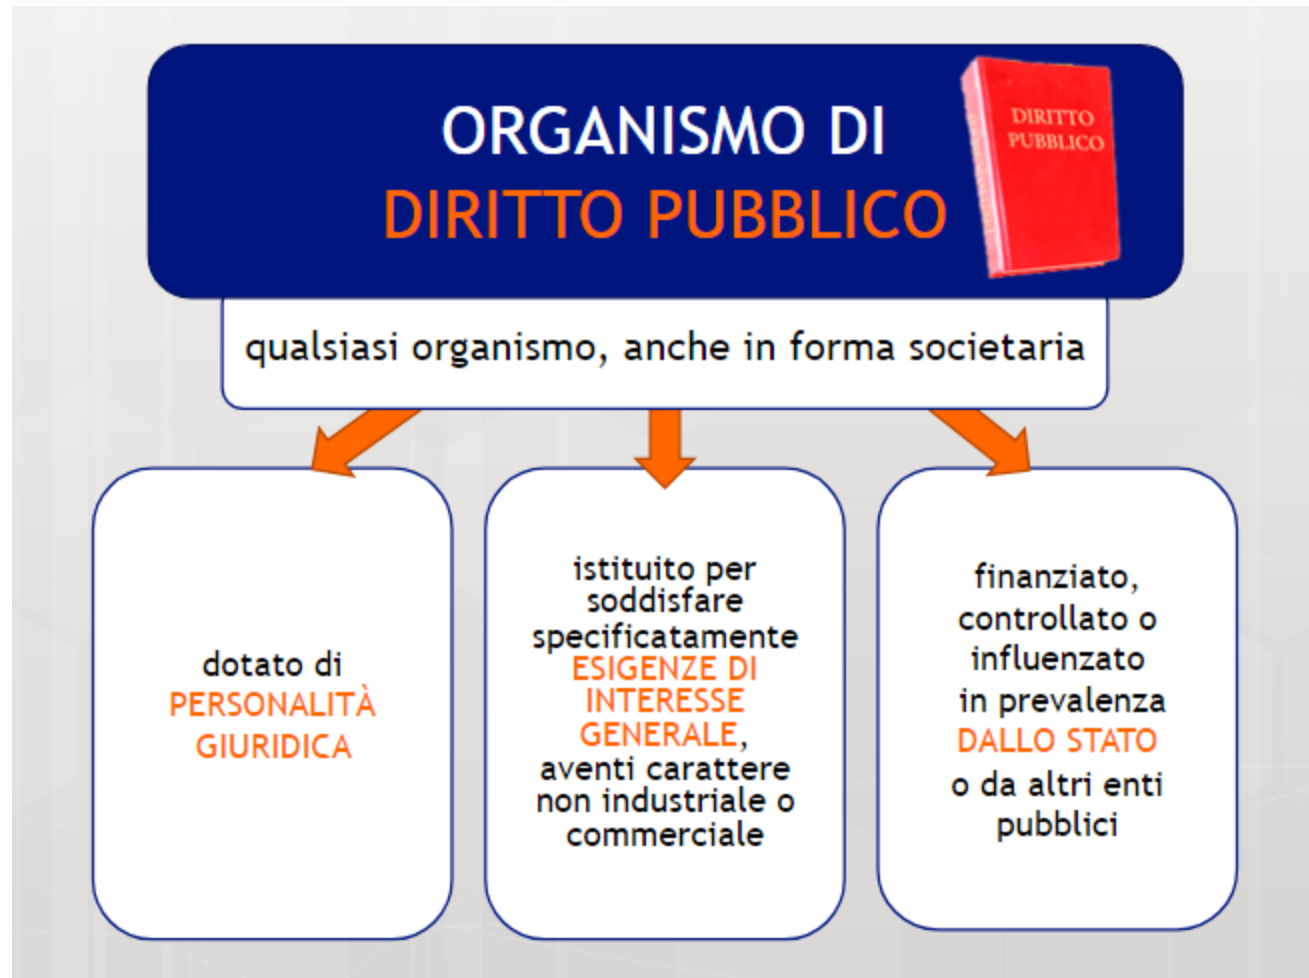 ORGANISMO DI
DIRITTO PUBBLICO
DIRITTO
PUBBLICO
qualsiasi organismo, anche in forma societaria
dotato di
PERSONALITÀ
GIURIDICA
istituito per
soddisfare
specificatamente
ESIGENZE DI
INTERESSE
GENERALE,
aventi carattere
non industriale o
commerciale
finanziato,
controllato o
influenzato
in prevalenza
DALLO STATO
o da altri enti
pubblici